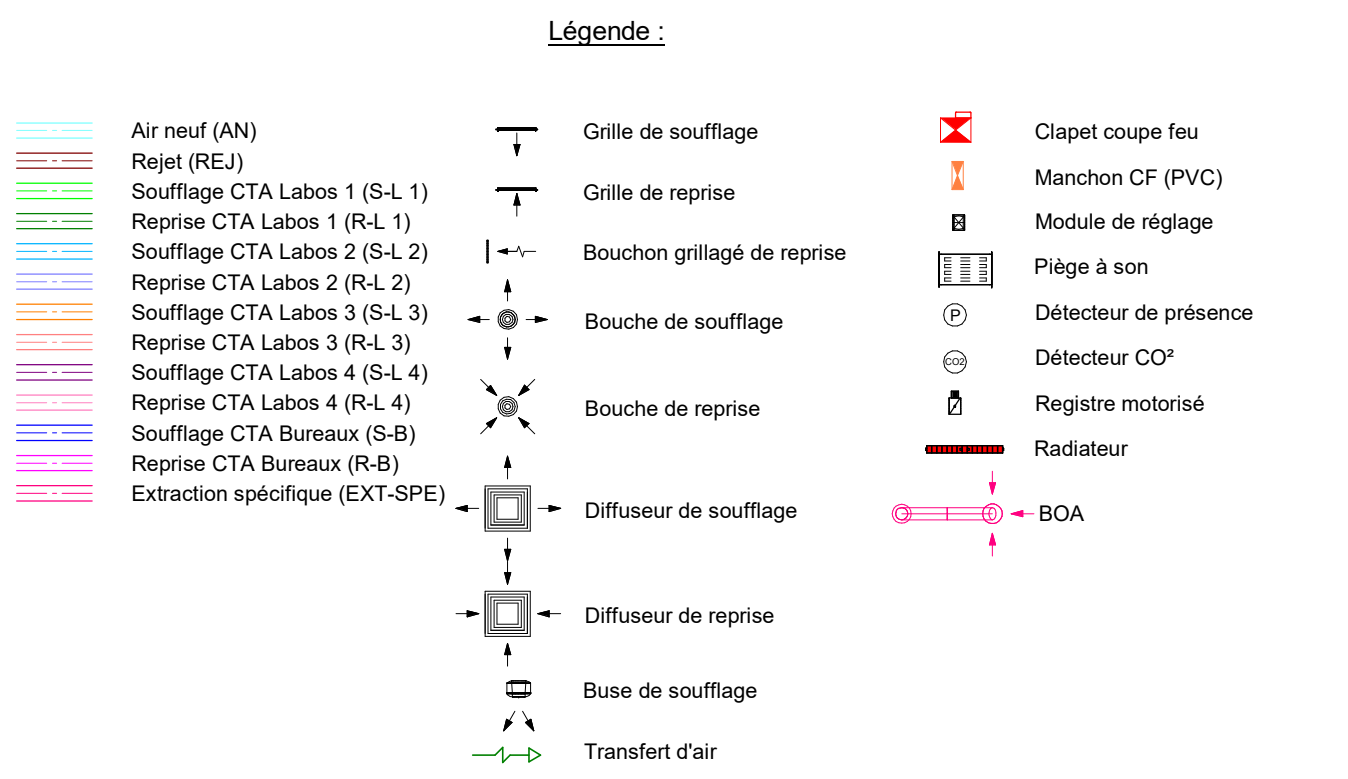 Légende :
Air neuf (AN)
Rejet (REJ)
Soufflage CTA Labos 1 (S-L 1)
Reprise CTA Labos 1 (R-L 1)
Soufflage CTA Labos 2 (S-L 2)
Reprise CTA Labos 2 (R-L 2)
Soufflage CTA Labos 3 (S-L 3)
Reprise CTA Labos 3 (R-L 3)
Soufflage CTA Labos 4 (S-L 4)
Reprise CTA Labos 4 (R-L 4)
Soufflage CTA Bureaux (S-B)
Reprise CTA Bureaux (R-B)
Extraction spécifique (EXT-SPE)
Grille de soufflage
Grille de reprise
Bouchon grillagé de reprise
Bouche de soufflage
Bouche de reprise
Diffuseur de soufflage
Diffuseur de reprise
Buse de soufflage
Transfert d'air
Clapet coupe feu
Manchon CF (PVC)
Module de réglage
Piège à son
P Détecteur de présence
CO2 Détecteur CO²
Registre motorisé
Radiateur
BOA